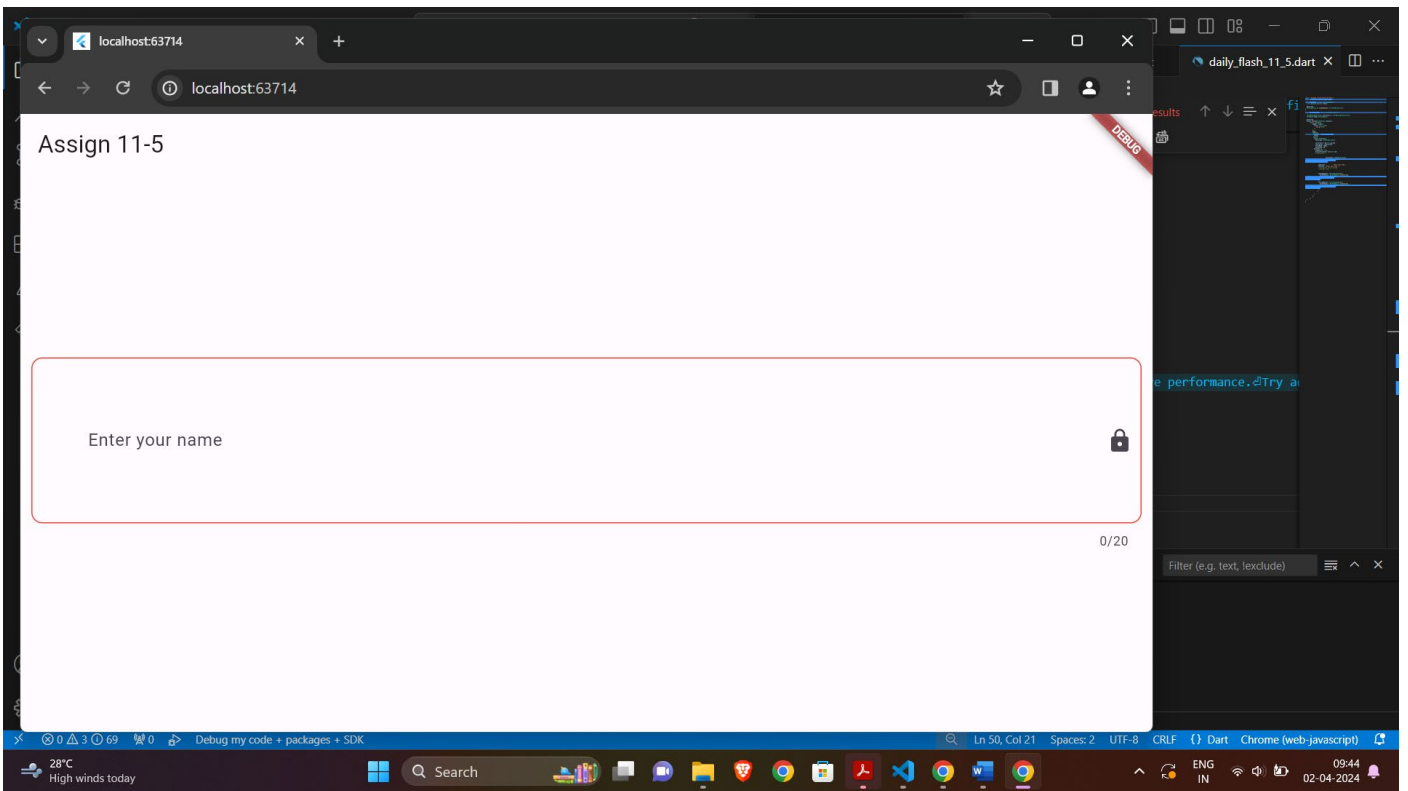 localhost:63714
localhost:63714
daily_flash_11_5.dart
esults
fi
Assign 11-5
DEBUG
e performance.⏎Try a
Enter your name
0/20
Filter (e.g. text, !exclude)
0 3 69 0 Debug my code + packages + SDK Ln 50, Col 21 Spaces: 2 UTF-8 CRLF {} Dart Chrome (web-javascript)
28°C
High winds today
Search
ENG
IN
09:44
02-04-2024